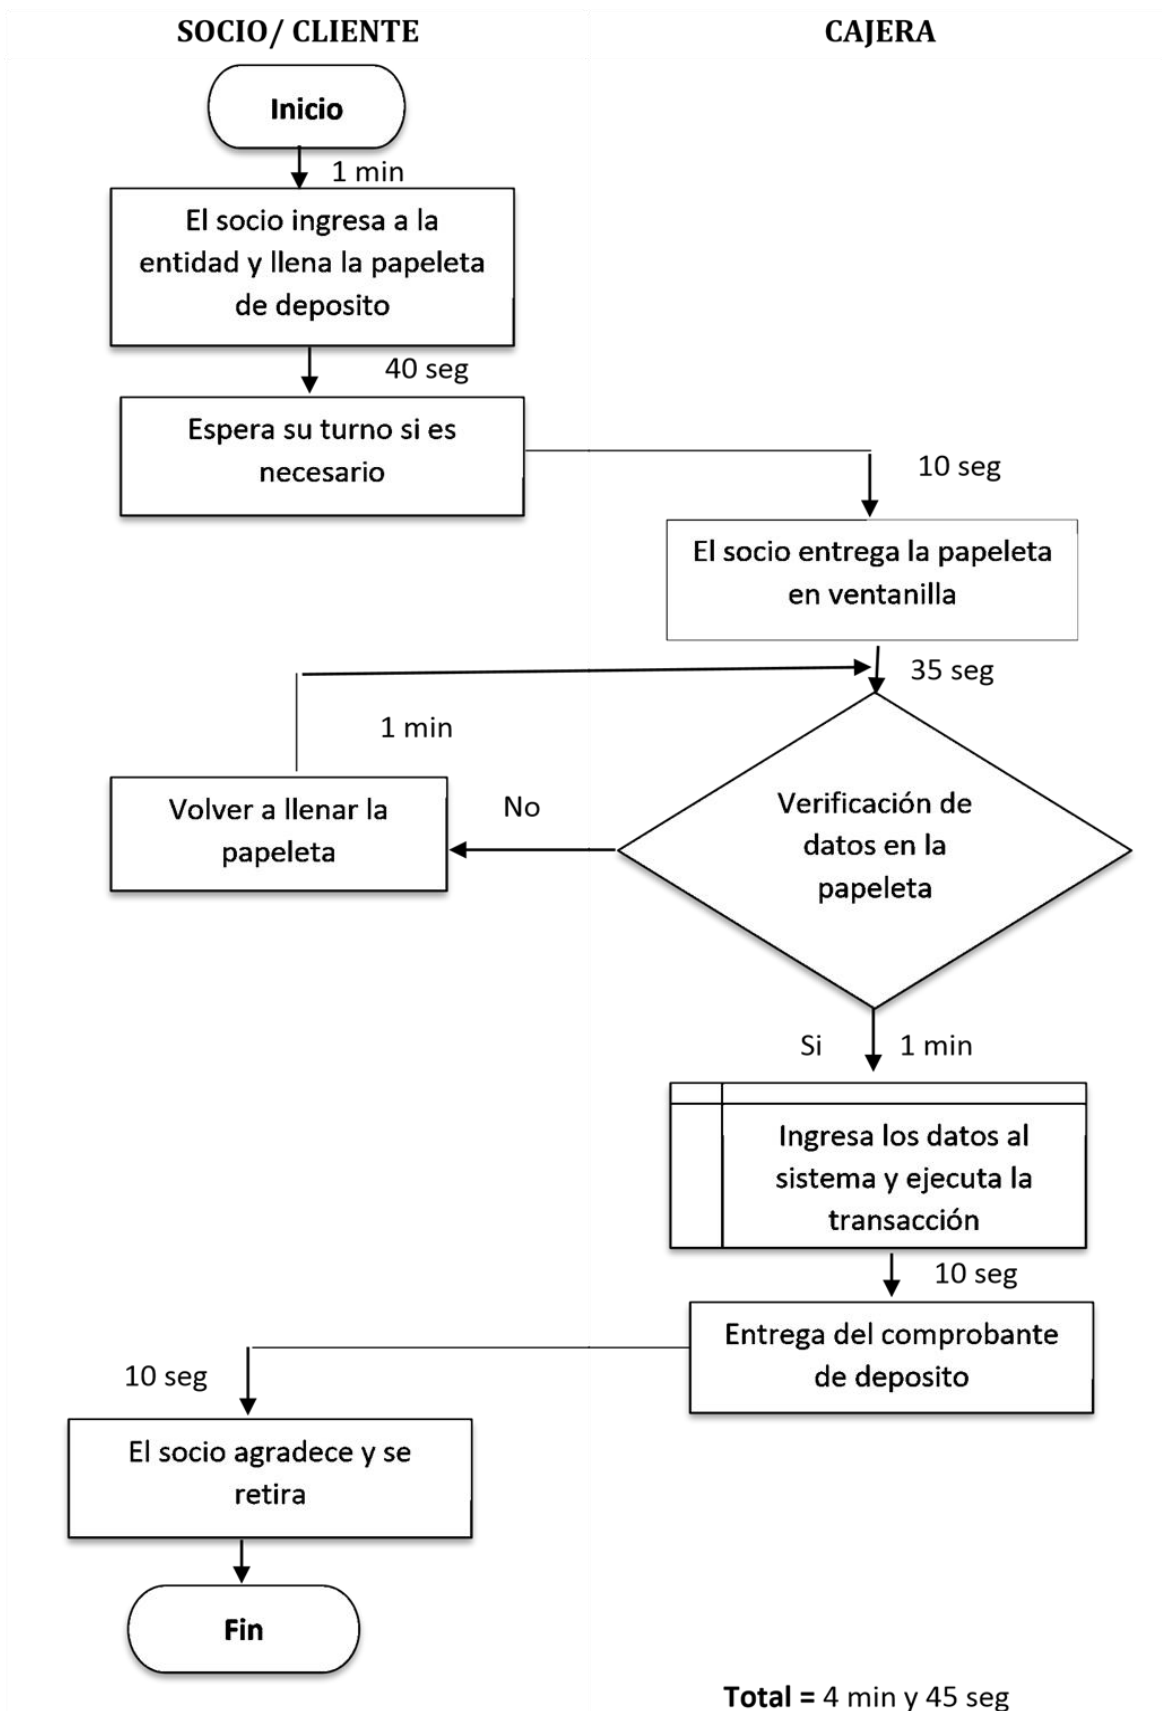 SOCIO/ CLIENTE
CAJERA
Inicio
1 min
El socio ingresa a la
entidad y llena la papeleta
de deposito
40 seg
Espera su turno si es
necesario
10 seg
El socio entrega la papeleta
en ventanilla
35 seg
1 min
Volver a llenar la
papeleta
No
Verificación de
datos en la
papeleta
Si
1 min
Ingresa los datos al
sistema y ejecuta la
transacción
10 seg
Entrega del comprobante
de deposito
10 seg
El socio agradece y se
retira
Fin
Total = 4 min y 45 seg